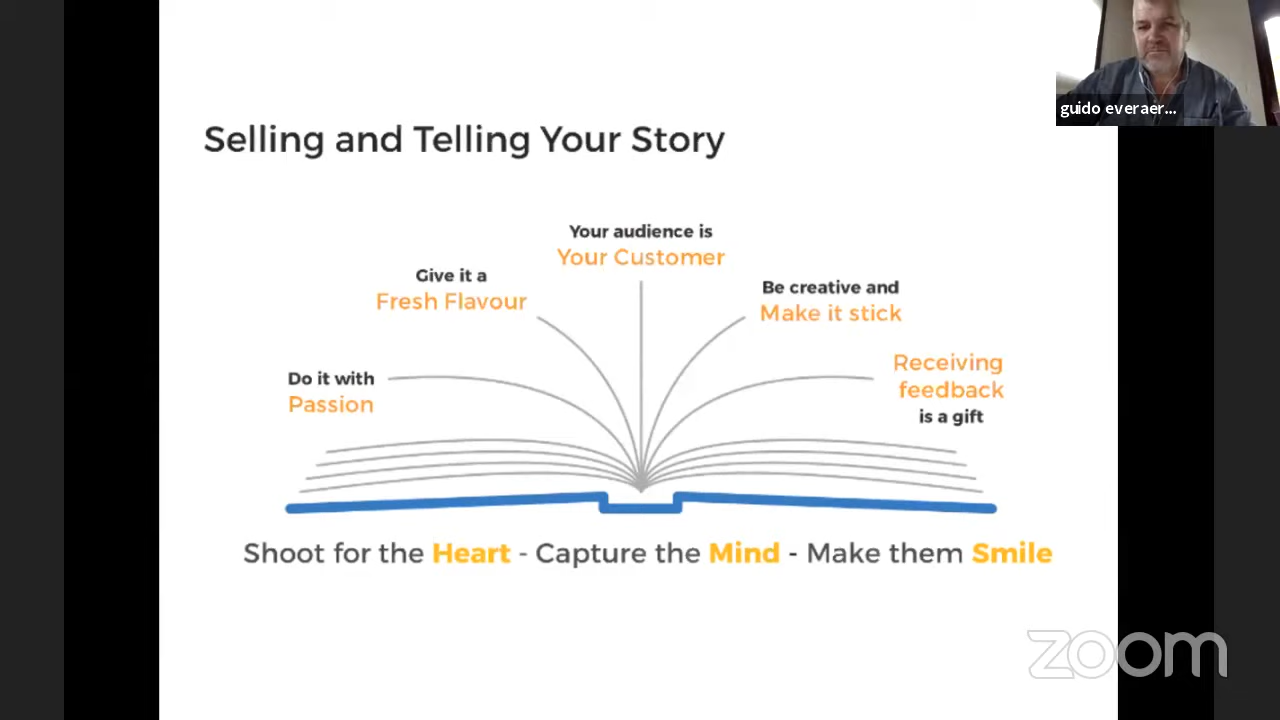 guido everaer...
Selling and Telling Your Story
Your audience is
Your Customer
Give it a
Fresh Flavour
Be creative and
Make it stick
Do it with
Passion
Receiving
feedback
is a gift
Shoot for the Heart - Capture the Mind - Make them Smile
zoom